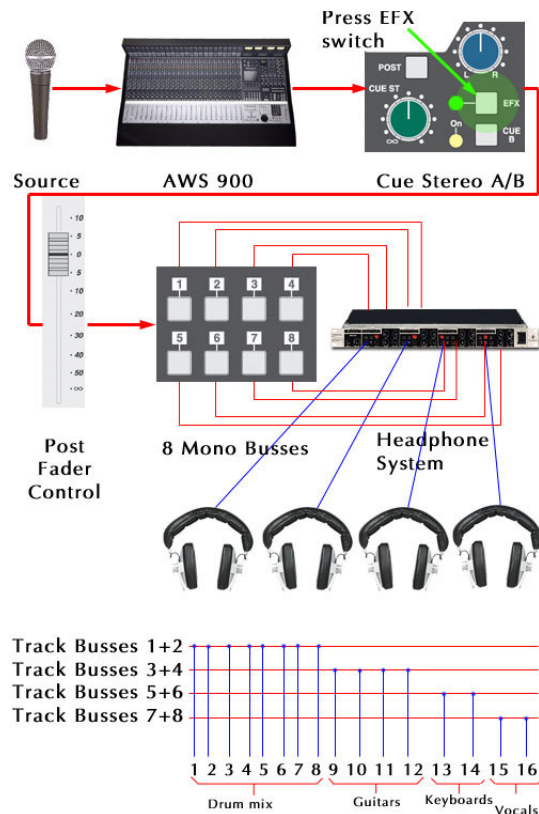 Press EFX
switch
POST
L
R
CUE ST
EFX
On
CUE
B
∞
Source
AWS 900
Cue Stereo A/B
10
5
0
5
10
20
30
40
50
∞
1 2 3 4
5 6 7 8
Post
Fader
Control
8 Mono Busses
Headphone
System
Track Busses 1+2
Track Busses 3+4
Track Busses 5+6
Track Busses 7+8
1 2 3 4 5 6 7 8 9 10 11 12 13 14 15 16
Drum mix
Guitars
Keyboards
Vocals